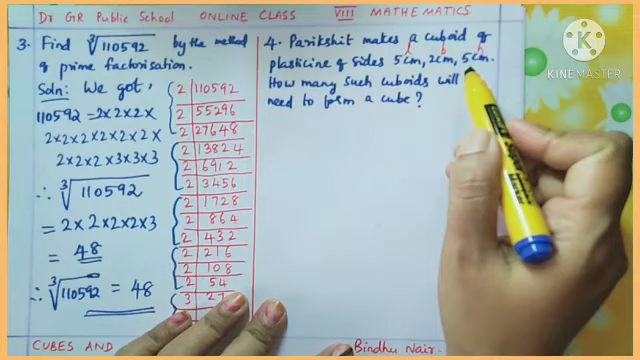 Dr GR Public School ONLINE CLASS VIII MATHEMATICS
3. Find ∛110592 by the method
of prime factorisation.
Soln: We got,
110592 = 2×2×2×
2×2×2×2×2×2×
2×2×2×3×3×3
∴ ∛110592
= 2×2×2×2×3
= 48
∴ ∛110592 = 48
2 110592
2 55296
2 27648
2 13824
2 6912
2 3456
2 1728
2 864
2 432
2 216
2 108
2 54
3 27
4. Parikshit makes a cuboid of
l b h
plasticine of sides 5cm, 2cm, 5cm.
How many such cuboids will
need to form a cube?
K
KINEMASTER
CUBES AND
Bindhu Nair.